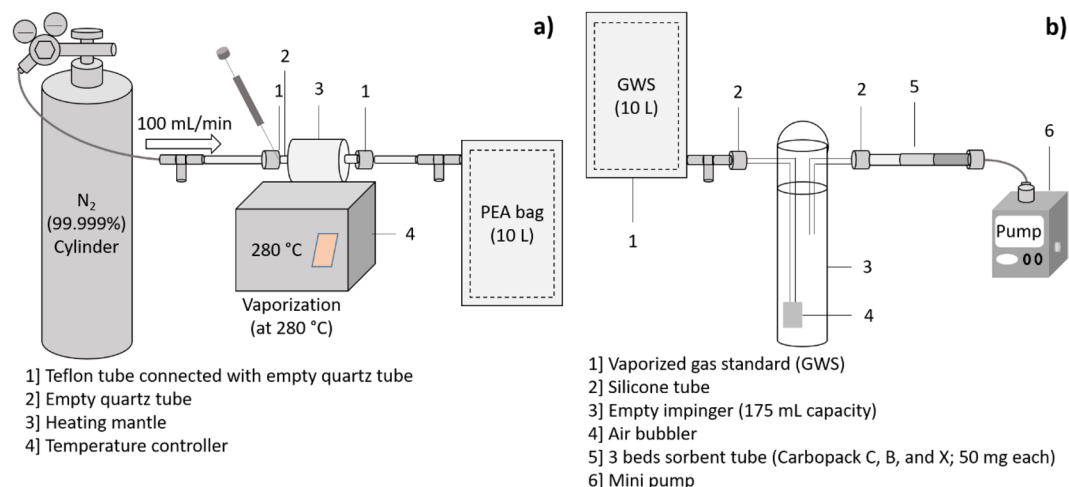 a)
2
1
3
1
100 mL/min
N₂
(99.999%)
Cylinder
280 °C
4
PEA bag
(10 L)
Vaporization
(at 280 °C)
1] Teflon tube connected with empty quartz tube
2] Empty quartz tube
3] Heating mantle
4] Temperature controller
b)
GWS
(10 L)
2
2
5
6
1
Pump
3
4
1] Vaporized gas standard (GWS)
2] Silicone tube
3] Empty impinger (175 mL capacity)
4] Air bubbler
5] 3 beds sorbent tube (Carbopack C, B, and X; 50 mg each)
6] Mini pump